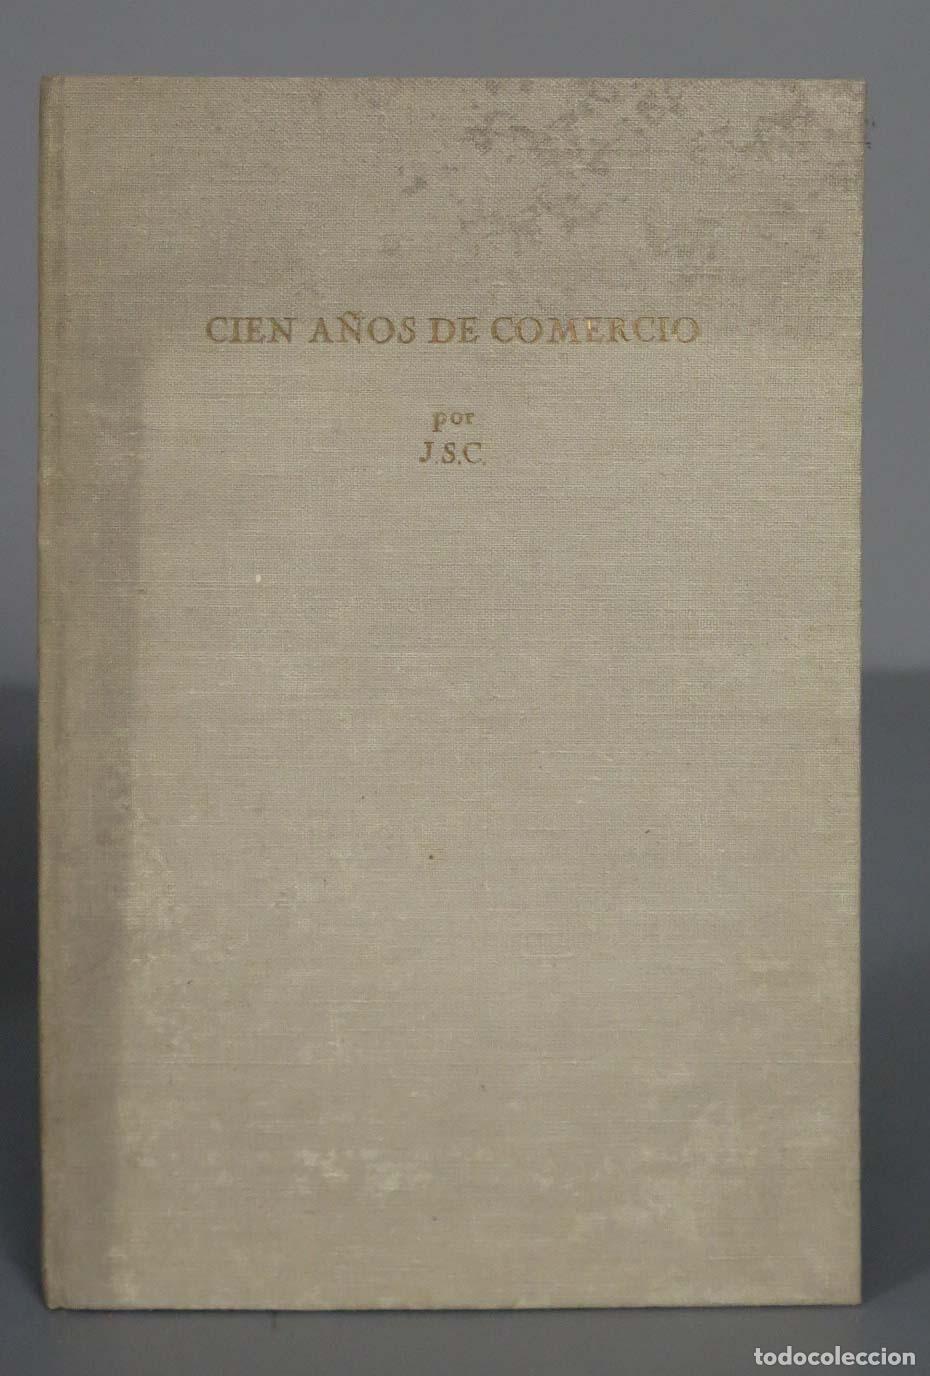 CIEN AÑOS DE COMERCIO
por
J.S.C.
todocoleccion